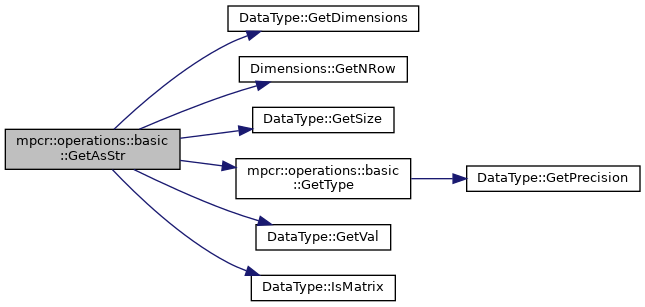 mpcr::operations::basic
::GetAsStr
DataType::GetDimensions
Dimensions::GetNRow
DataType::GetSize
mpcr::operations::basic
::GetType
DataType::GetPrecision
DataType::GetVal
DataType::IsMatrix